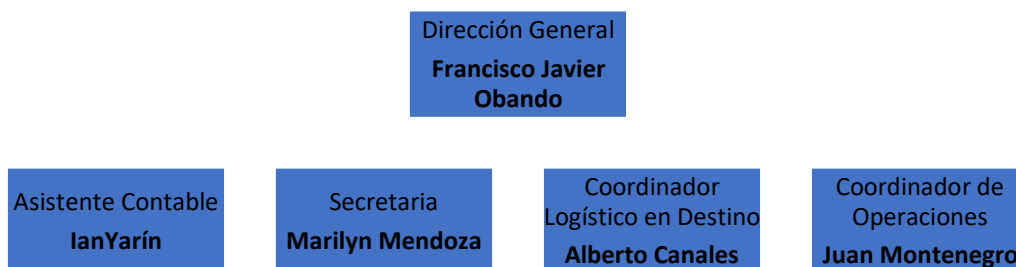 Dirección General
Francisco Javier
Obando
Asistente Contable
IanYarín
Secretaria
Marilyn Mendoza
Coordinador
Logístico en Destino
Alberto Canales
Coordinador de
Operaciones
Juan Montenegro